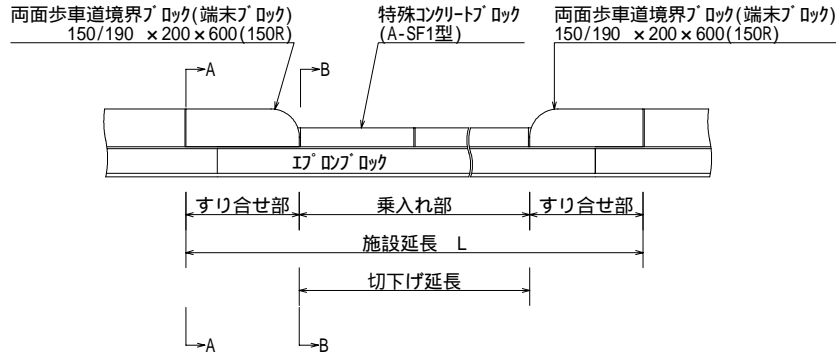 両面歩車道境界ﾌﾞﾛｯｸ(端末ﾌﾞﾛｯｸ)
150/190 ×200×600(150R)
特殊ｺﾝｸﾘｰﾄﾌﾞﾛｯｸ
(A-SF1型)
両面歩車道境界ﾌﾞﾛｯｸ(端末ﾌﾞﾛｯｸ)
150/190 ×200×600(150R)
A
B
ｴﾌﾟﾛﾝﾌﾞﾛｯｸ
すり合せ部
乗入れ部
すり合せ部
施設延長 L
切下げ延長
A
B